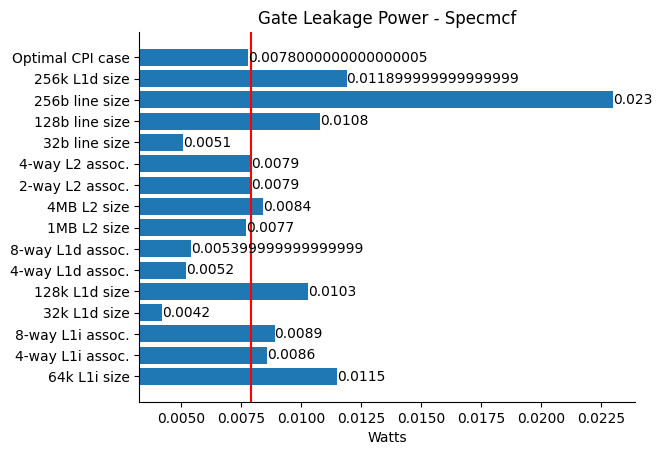 Gate Leakage Power - Specmcf
Optimal CPI case 0.0078000000000000005
256k L1d size 0.011899999999999999
256b line size 0.023
128b line size 0.0108
32b line size 0.0051
4-way L2 assoc. 0.0079
2-way L2 assoc. 0.0079
4MB L2 size 0.0084
1MB L2 size 0.0077
8-way L1d assoc. 0.005399999999999999
4-way L1d assoc. 0.0052
128k L1d size 0.0103
32k L1d size 0.0042
8-way L1i assoc. 0.0089
4-way L1i assoc. 0.0086
64k L1i size 0.0115
0.0050 0.0075 0.0100 0.0125 0.0150 0.0175 0.0200 0.0225
Watts